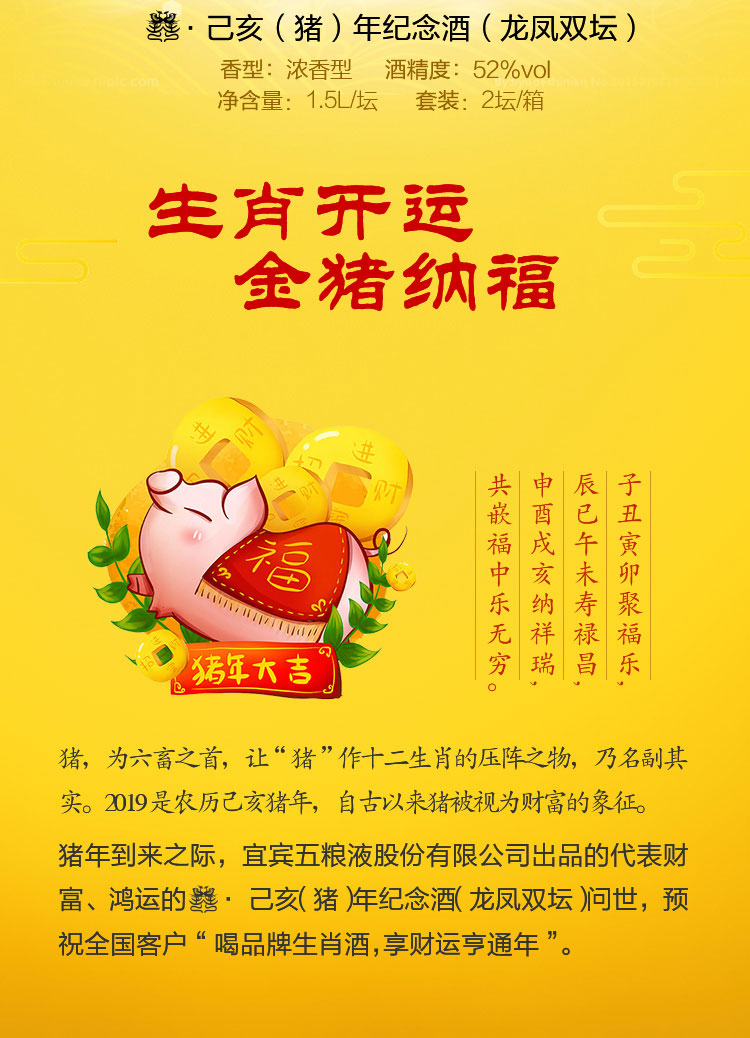 ·己亥（猪）年纪念酒（龙凤双坛）
香型：浓香型 酒精度：52%vol
净含量：1.5L/坛 套装：2坛/箱
生肖开运
金猪纳福
进财
招进财
福
猪年大吉
招
子丑寅卯聚福乐，
辰巳午未寿禄昌，
申酉戌亥纳祥瑞，
共嵌福中乐无穷。
猪，为六畜之首，让“猪”作十二生肖的压阵之物，乃名副其
实。2019是农历己亥猪年，自古以来猪被视为财富的象征。
猪年到来之际，宜宾五粮液股份有限公司出品的代表财
富、鸿运的· 己亥(猪)年纪念酒(龙凤双坛)问世，预
祝全国客户“喝品牌生肖酒,享财运亨通年”。